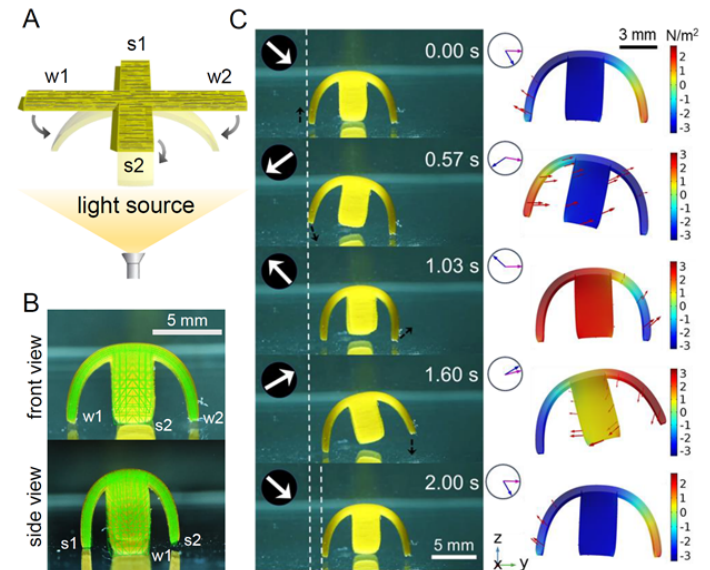 A
s1
w1
w2
s2
light source
B
5 mm
front view
w1
s2
w2
side view
s1
s2
w1
C
0.00 s
0.57 s
1.03 s
1.60 s
2.00 s
5 mm
3 mm
N/m²
3
2
1
0
-1
-2
-3
3
2
1
0
-1
-2
-3
3
2
1
0
-1
-2
-3
3
2
1
0
-1
-2
-3
3
2
1
0
-1
-2
-3
z
x
y